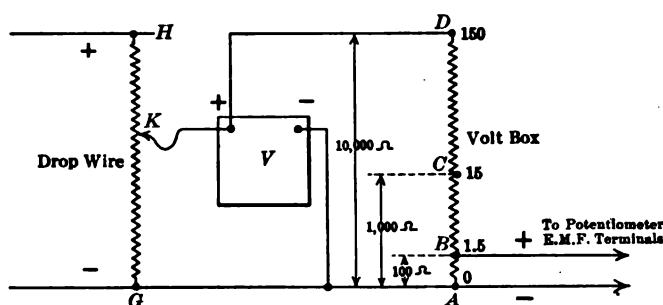 H
D
150
+
+
−
K
10,000 Ω
Drop Wire
V
Volt Box
C
15
1,000 Ω
To Potentiometer
B
1.5
+
E.M.F. Terminals
−
100 Ω
0
G
A
−